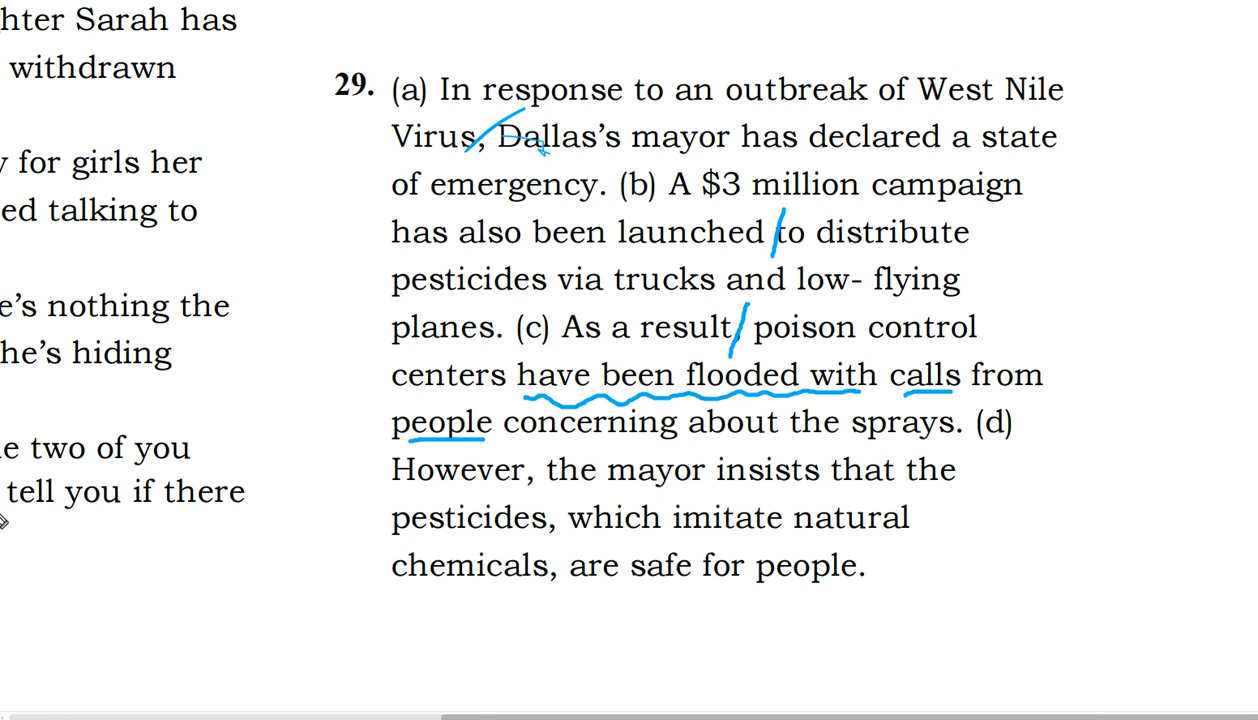 hter Sarah has
withdrawn
y for girls her
ed talking to
e's nothing the
he's hiding
e two of you
tell you if there
29. (a) In response to an outbreak of West Nile
Virus, Dallas's mayor has declared a state
of emergency. (b) A $3 million campaign
has also been launched to distribute
pesticides via trucks and low- flying
planes. (c) As a result, poison control
centers have been flooded with calls from
people concerning about the sprays. (d)
However, the mayor insists that the
pesticides, which imitate natural
chemicals, are safe for people.